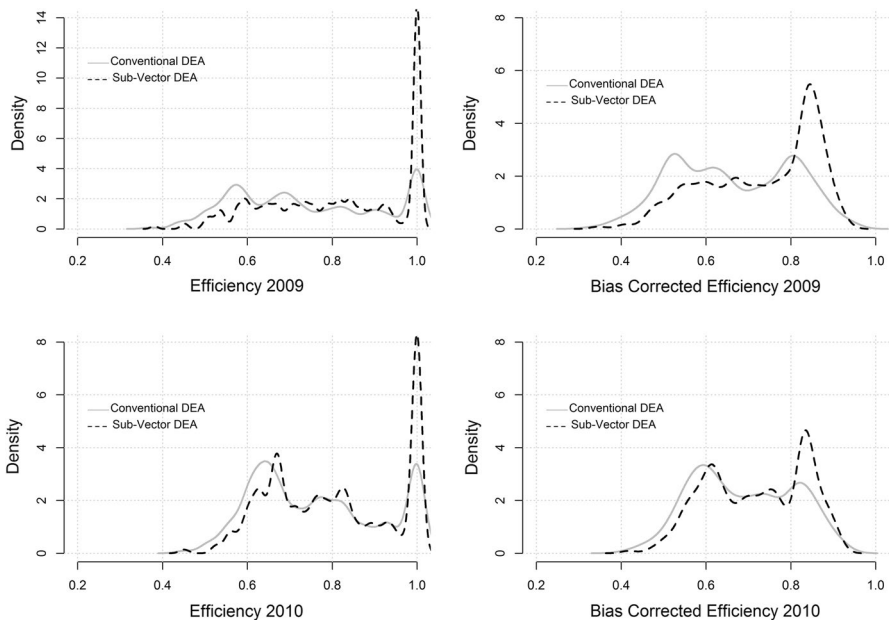 14
12
10
8
6
4
2
0
Density
Conventional DEA
Sub-Vector DEA
0.2 0.4 0.6 0.8 1.0
Efficiency 2009
8
6
4
2
0
Density
Conventional DEA
Sub-Vector DEA
0.2 0.4 0.6 0.8 1.0
Bias Corrected Efficiency 2009
8
6
4
2
0
Density
Conventional DEA
Sub-Vector DEA
0.2 0.4 0.6 0.8 1.0
Efficiency 2010
8
6
4
2
0
Density
Conventional DEA
Sub-Vector DEA
0.2 0.4 0.6 0.8 1.0
Bias Corrected Efficiency 2010